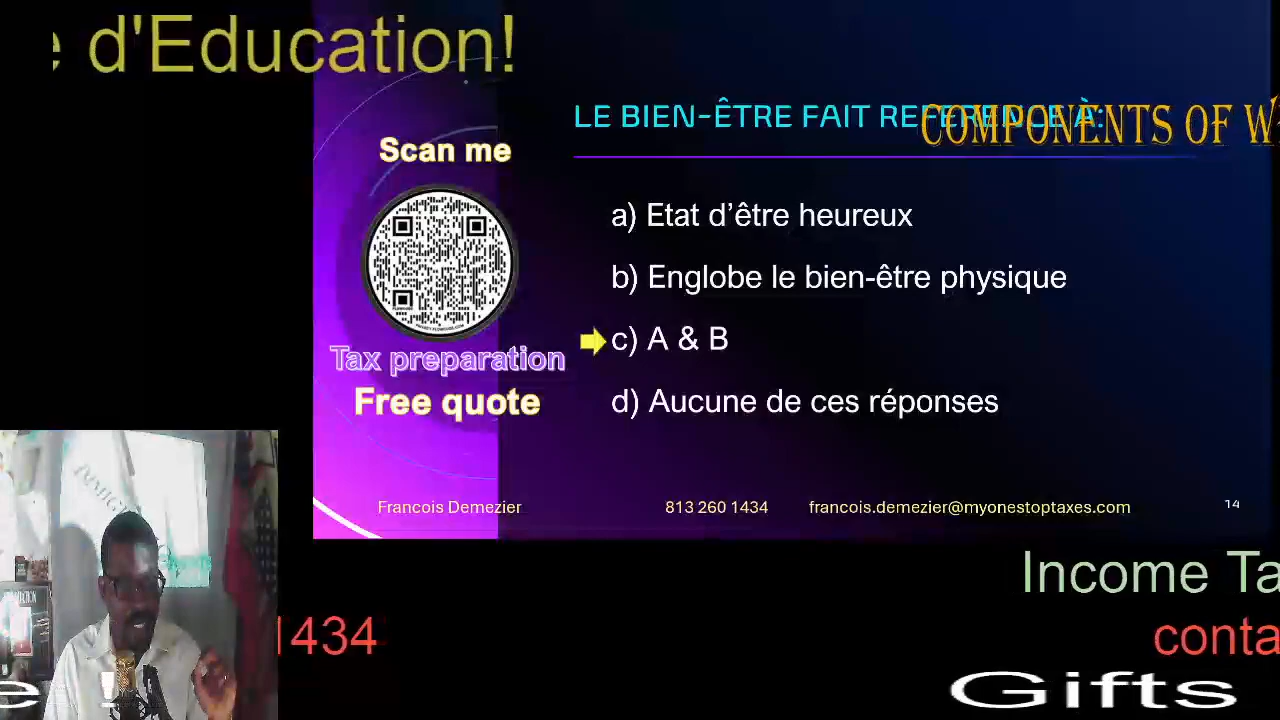 d'Education!
LE BIEN-ÊTRE FAIT REFERENCE À:
COMPONENTS OF W
Scan me
a) Etat d’être heureux
b) Englobe le bien-être physique
c) A & B
d) Aucune de ces réponses
Tax preparation
Free quote
Francois Demezier
813 260 1434
francois.demezier@myonestoptaxes.com
14
Income Ta
1434
conta
e !
Gifts